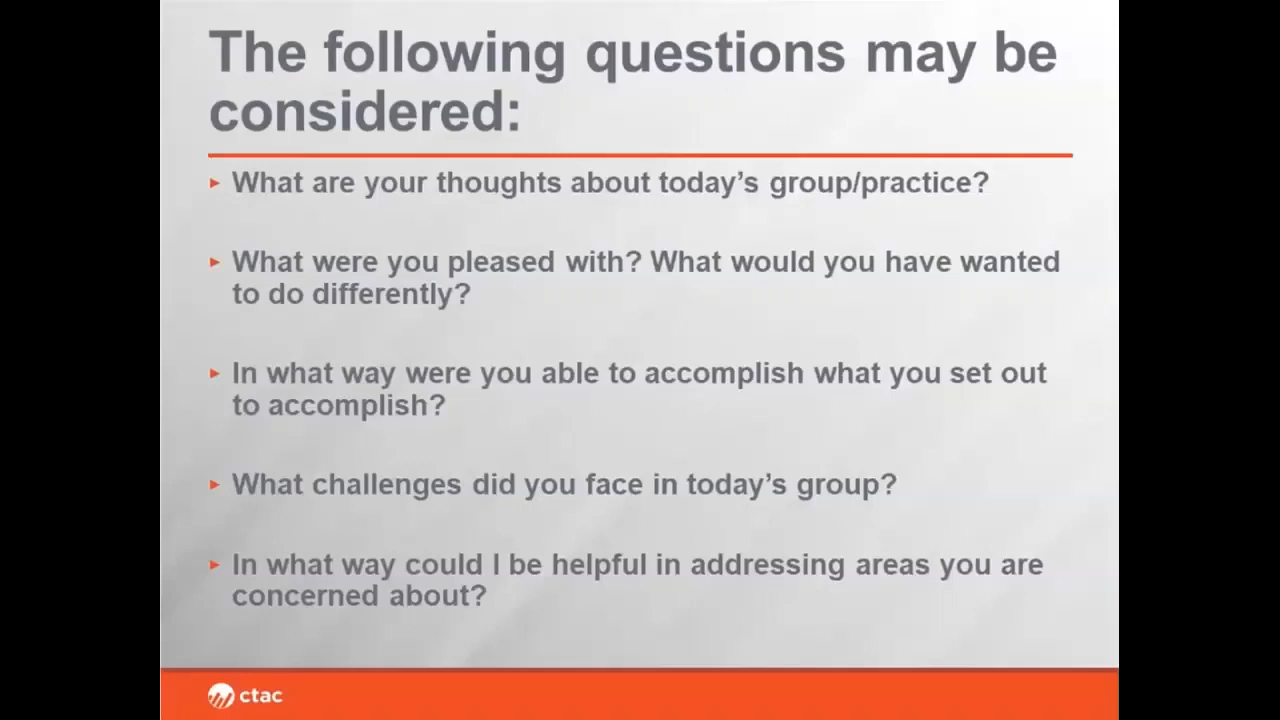 The following questions may be
considered:
▸ What are your thoughts about today’s group/practice?
▸ What were you pleased with? What would you have wanted
to do differently?
▸ In what way were you able to accomplish what you set out
to accomplish?
▸ What challenges did you face in today’s group?
▸ In what way could I be helpful in addressing areas you are
concerned about?
ctac